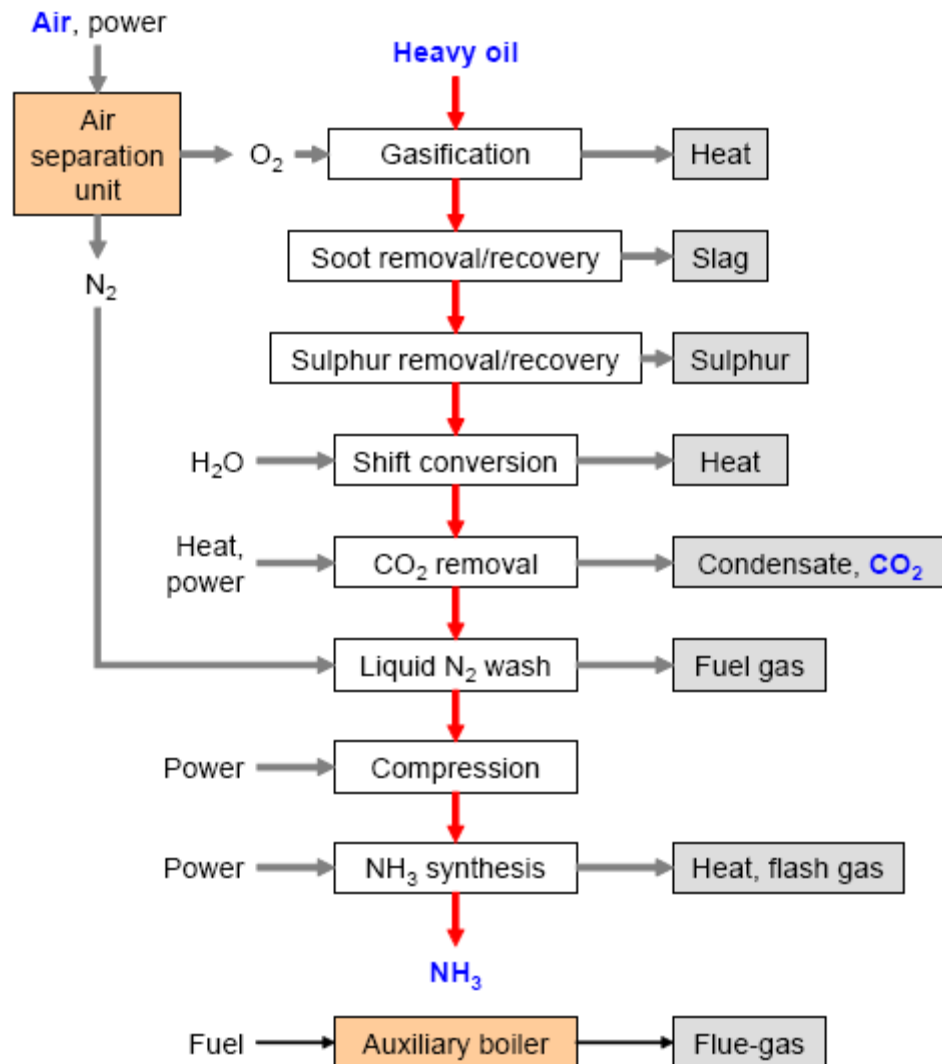 Air, power
Heavy oil
Air
separation
unit
O₂
Gasification
Heat
Soot removal/recovery
Slag
N₂
Sulphur removal/recovery
Sulphur
H₂O
Shift conversion
Heat
Heat,
power
CO₂ removal
Condensate, CO₂
Liquid N₂ wash
Fuel gas
Power
Compression
Power
NH₃ synthesis
Heat, flash gas
NH₃
Fuel
Auxiliary boiler
Flue-gas